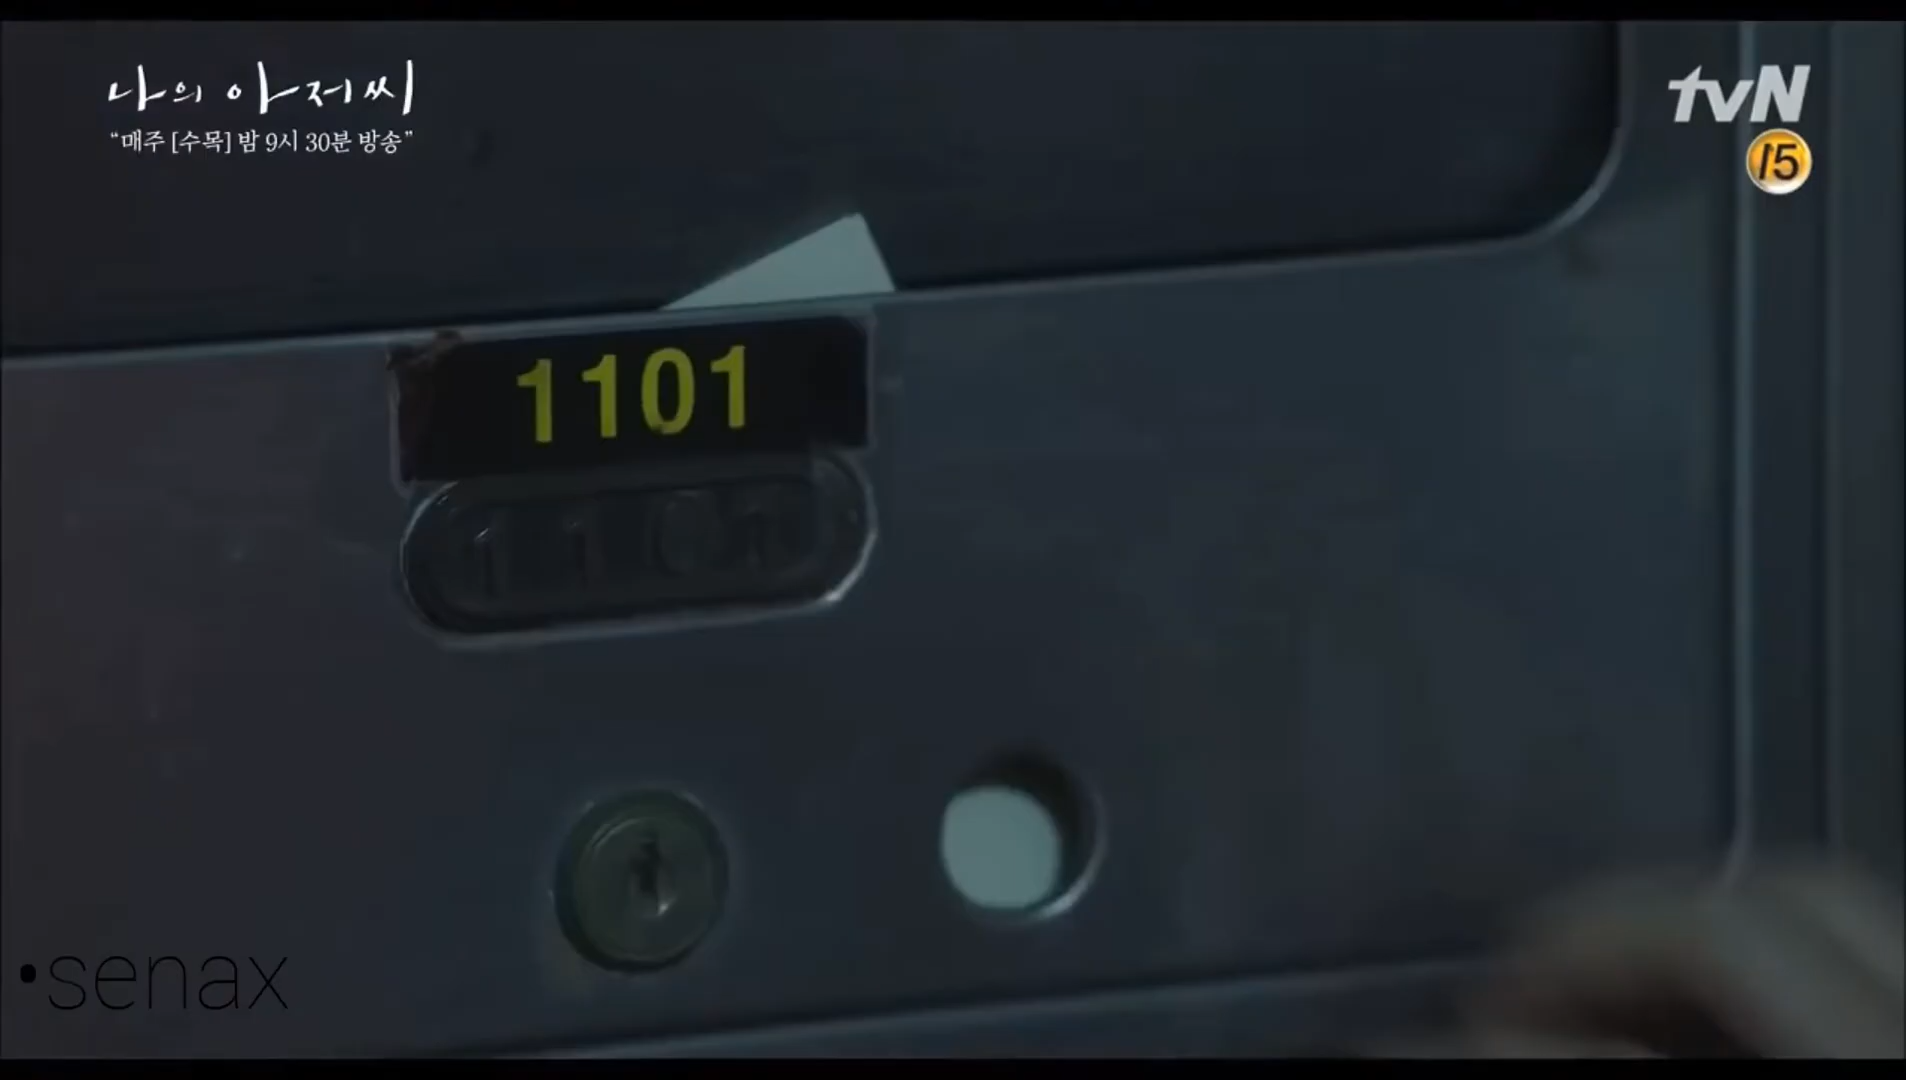 나의 아저씨
“매주 [수목] 밤 9시 30분 방송”
tvN
15
1101
•senax